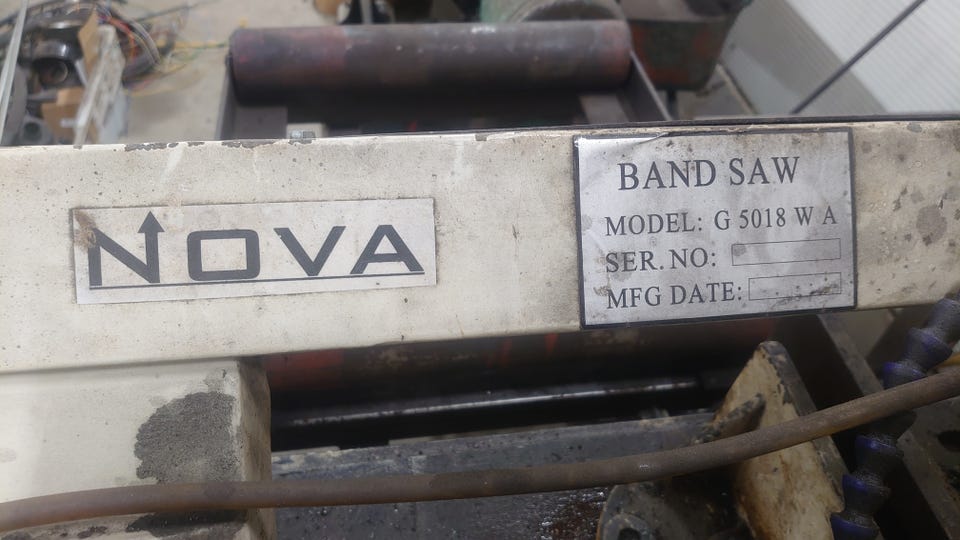 NOVA
BAND SAW
MODEL: G 5018 W A
SER. NO:
MFG DATE: